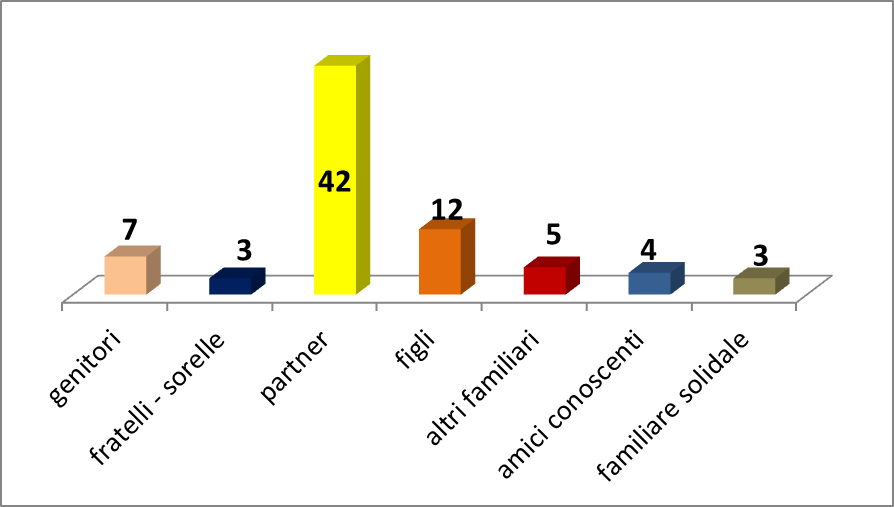 7
3
42
12
5
4
3
genitori
fratelli - sorelle
partner
figli
altri familiari
amici conoscenti
familiare solidale